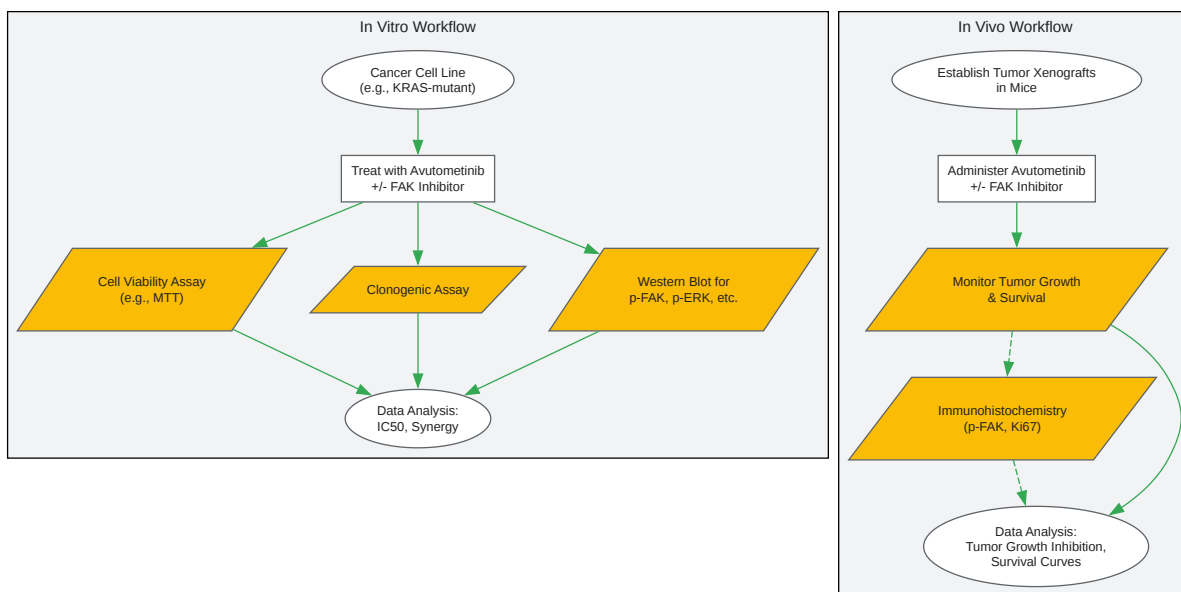 In Vitro Workflow
Cancer Cell Line
(e.g., KRAS-mutant)
Treat with Avutometinib
+/- FAK Inhibitor
Cell Viability Assay
(e.g., MTT)
Clonogenic Assay
Western Blot for
p-FAK, p-ERK, etc.
Data Analysis:
IC50, Synergy
In Vivo Workflow
Establish Tumor Xenografts
in Mice
Administer Avutometinib
+/- FAK Inhibitor
Monitor Tumor Growth
& Survival
Immunohistochemistry
(p-FAK, Ki67)
Data Analysis:
Tumor Growth Inhibition,
Survival Curves